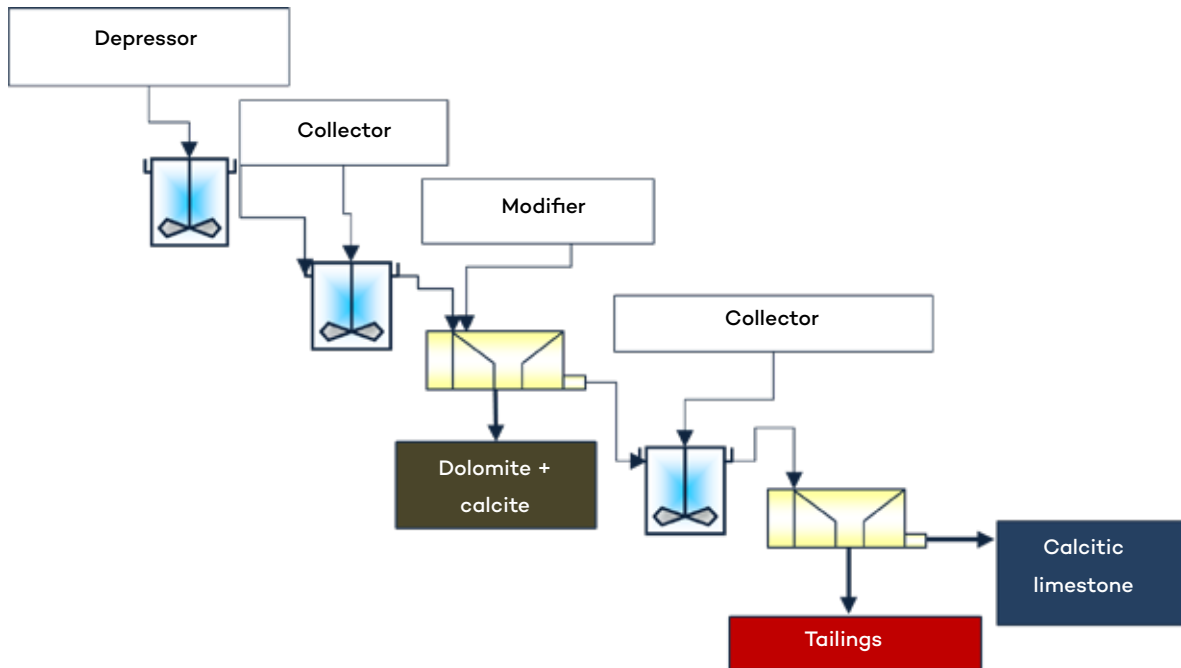 Depressor
Collector
Modifier
Collector
Dolomite +
calcite
Calcitic
limestone
Tailings